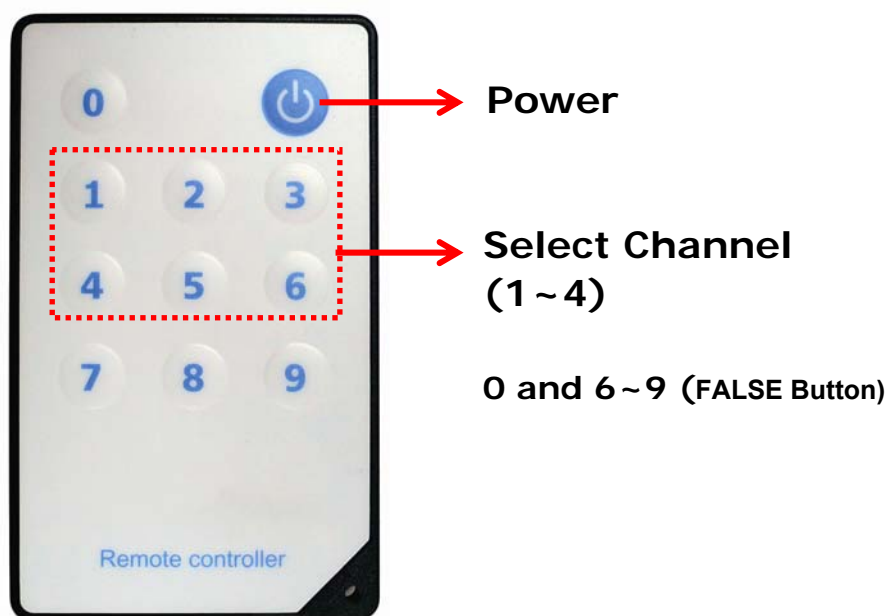 0
Power
1 2 3
Select Channel
(1~4)
4 5 6
7 8 9
0 and 6~9 (FALSE Button)
Remote controller